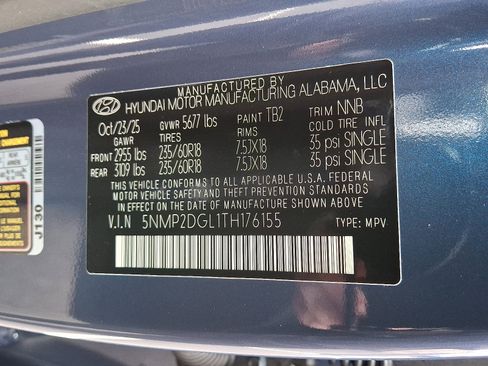 MANUFACTURED BY
HYUNDAI MOTOR MANUFACTURING ALABAMA, LLC
Oct/23/25 GVWR 5677 lbs PAINT TB2 TRIM NNB
GAWR TIRES RIMS COLD TIRE INFL
FRONT 2955 lbs 235/60R18 7.5JX18 35 psi SINGLE
REAR 3109 lbs 235/60R18 7.5JX18 35 psi SINGLE
THIS VEHICLE CONFORMS TO ALL APPLICABLE U.S.A. FEDERAL
MOTOR VEHICLE SAFETY AND THEFT PREVENTION STANDARDS
IN EFFECT ON THE DATE OF MANUFACTURE SHOWN ABOVE.
V.I.N 5NMP2DGL1TH176155 TYPE: MPV
J130